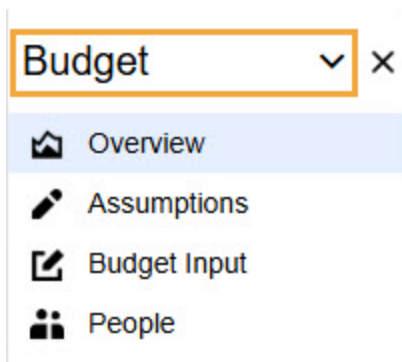 Budget
Overview
Assumptions
Budget Input
People